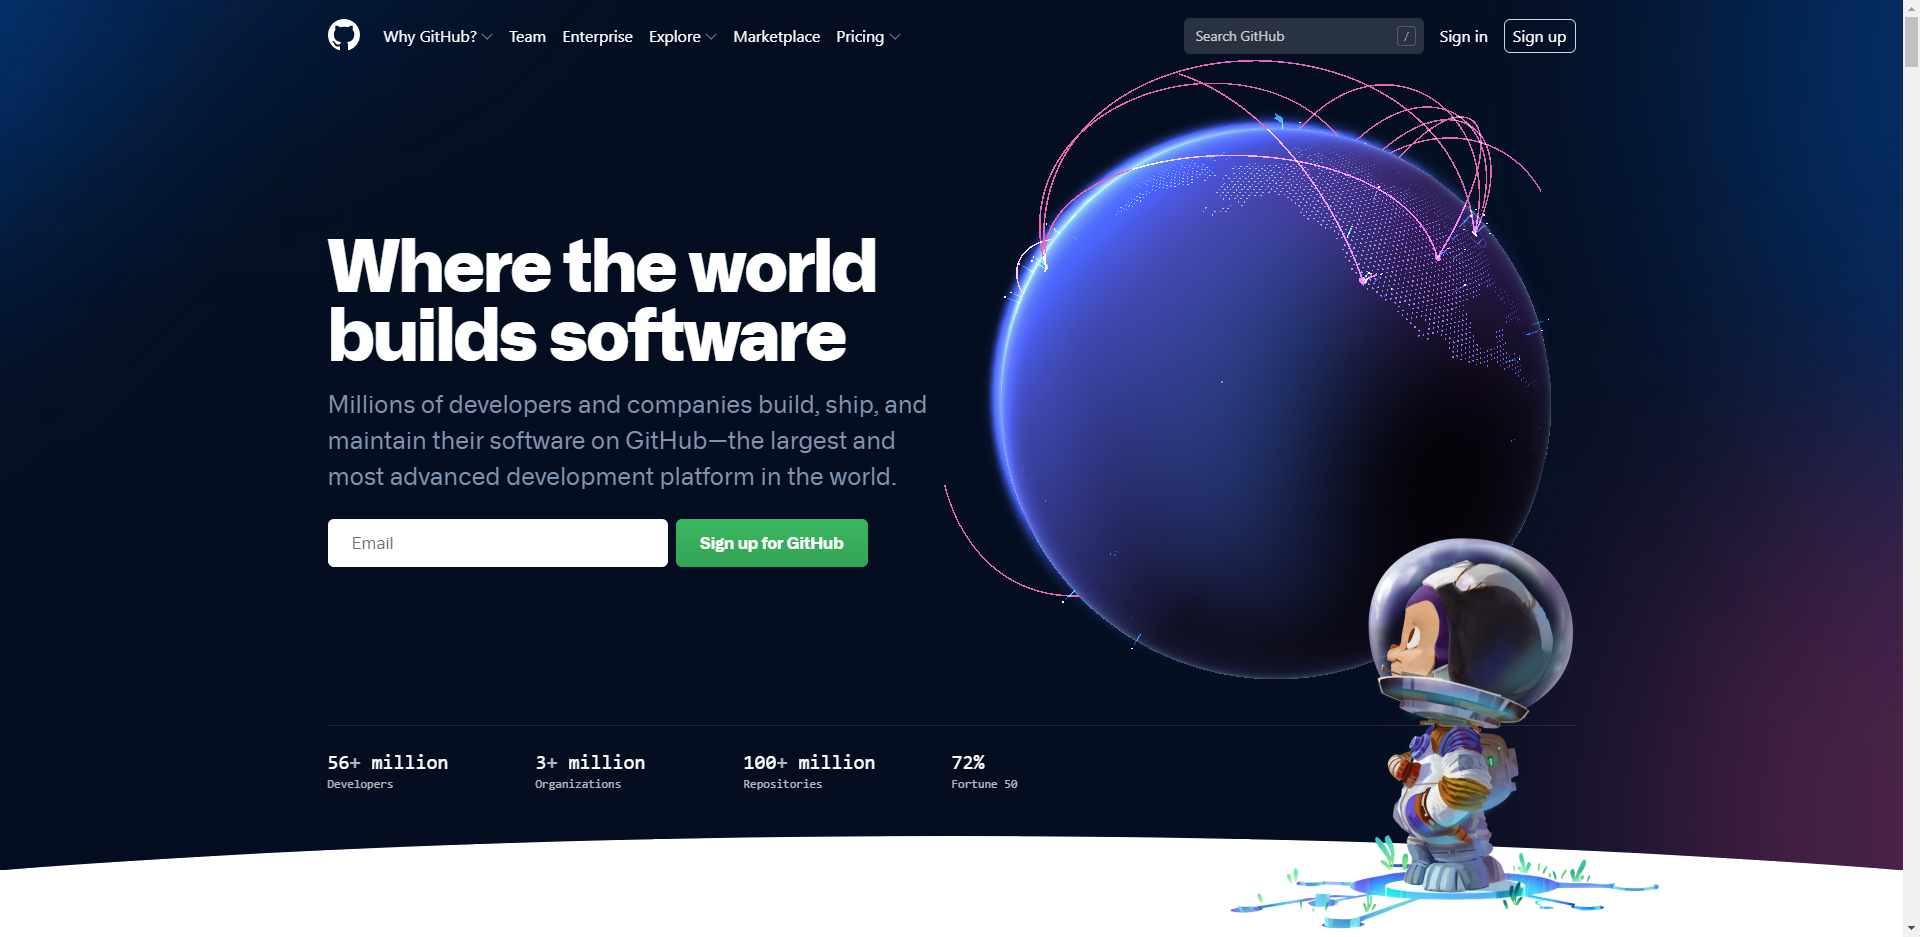 Why GitHub? Team Enterprise Explore Marketplace Pricing Search GitHub / Sign in Sign up
Where the world
builds software
Millions of developers and companies build, ship, and
maintain their software on GitHub—the largest and
most advanced development platform in the world.
Email Sign up for GitHub
56+ million 3+ million 100+ million 72%
Developers Organizations Repositories Fortune 50